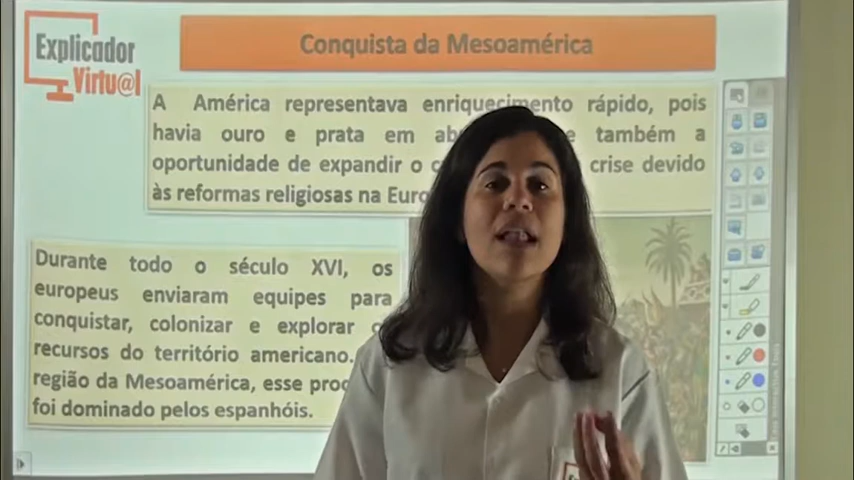 Explicador
Virtu@l
Conquista da Mesoamérica
A América representava enriquecimento rápido, pois
havia ouro e prata em também a
oportunidade de expandir o crise devido
às reformas religiosas na Euro
Durante todo o século XVI, os
europeus enviaram equipes para
conquistar, colonizar e explorar
recursos do território americano.
região da Mesoamérica, esse
foi dominado pelos espanhóis.